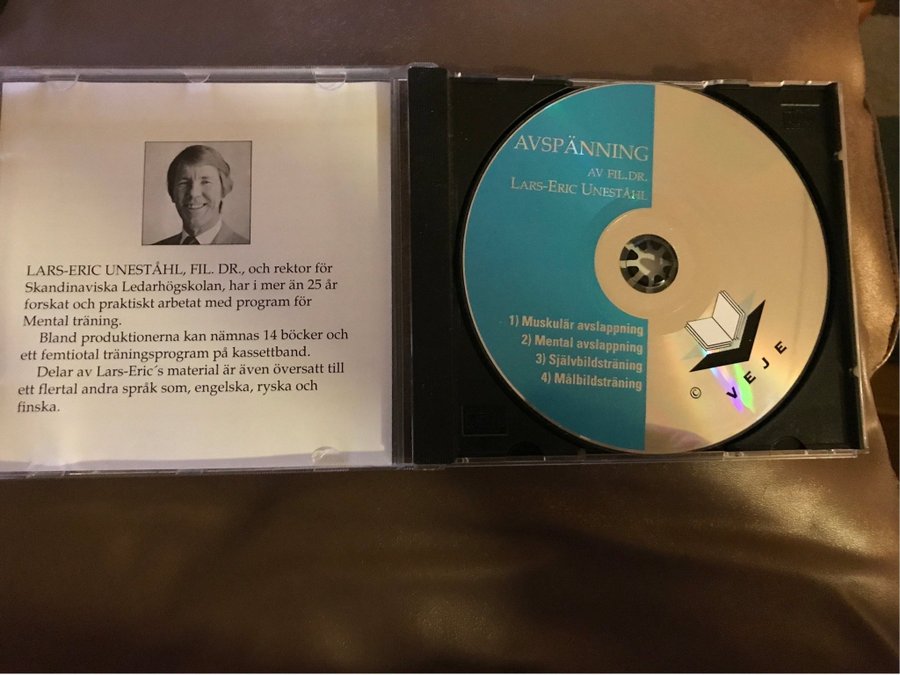 LARS-ERIC UNESTÅHL, FIL. DR., och rektor för
Skandinaviska Ledarhögskolan, har i mer än 25 år
forskat och praktiskt arbetat med program för
Mental träning.
Bland produktionerna kan nämnas 14 böcker och
ett femtiotal träningsprogram på kassettband.
Delar av Lars-Eric´s material är även översatt till
ett flertal andra språk som, engelska, ryska och
finska.
AVSPÄNNING
AV FIL.DR.
LARS-ERIC UNESTÅHL
1) Muskulär avslappning
2) Mental avslappning
3) Självbildsträning
4) Målbildsträning
© VEJE